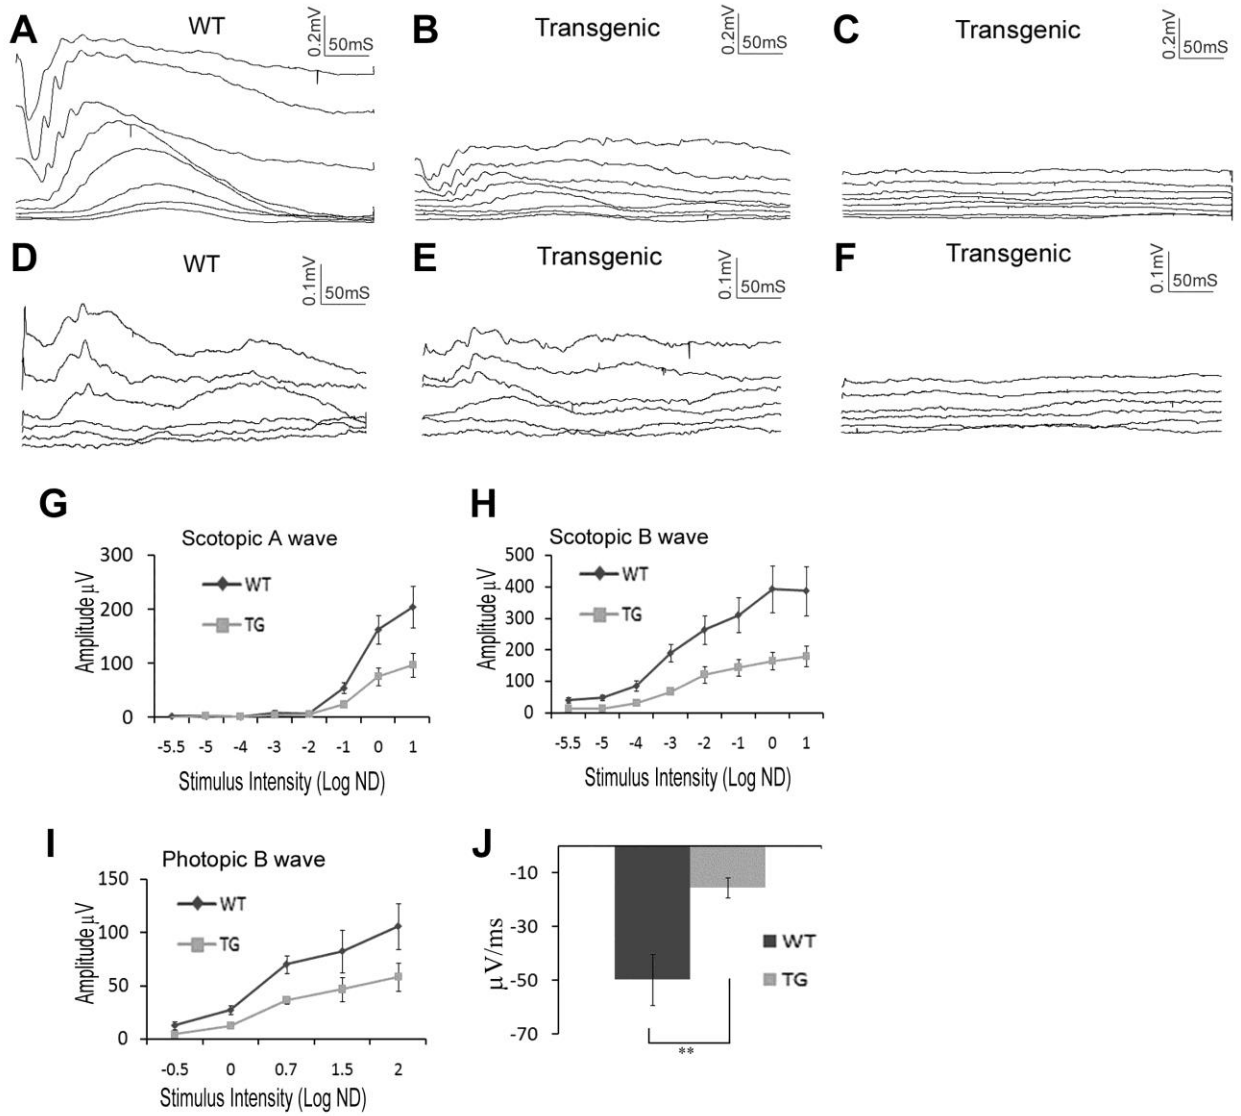 A WT 0.2mV 50mS
B Transgenic 0.2mV 50mS
C Transgenic 0.2mV 50mS
D WT 0.1mV 50mS
E Transgenic 0.1mV 50mS
F Transgenic 0.1mV 50mS
G
Scotopic A wave
Amplitude µV
300
200
100
0
WT
TG
-5.5 -5 -4 -3 -2 -1 0 1
Stimulus Intensity (Log ND)
H
Scotopic B wave
Amplitude µV
500
400
300
200
100
0
WT
TG
-5.5 -5 -4 -3 -2 -1 0 1
Stimulus Intensity (Log ND)
I
Photopic B wave
Amplitude µV
150
100
50
0
WT
TG
-0.5 0 0.7 1.5 2
Stimulus Intensity (Log ND)
J
µV/ms
-10
-30
-50
-70
WT
TG
**